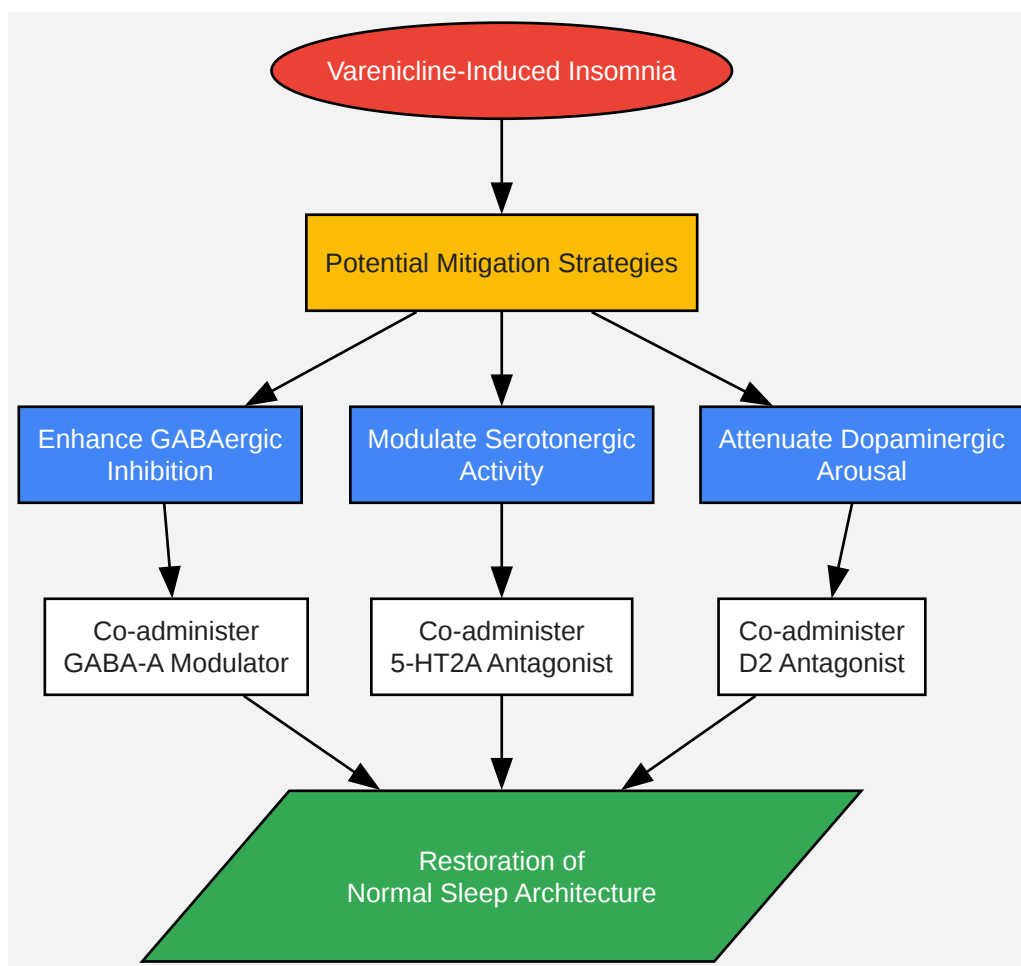 Varenicline-Induced Insomnia
Potential Mitigation Strategies
Enhance GABAergic
Inhibition
Modulate Serotonergic
Activity
Attenuate Dopaminergic
Arousal
Co-administer
GABA-A Modulator
Co-administer
5-HT2A Antagonist
Co-administer
D2 Antagonist
Restoration of
Normal Sleep Architecture